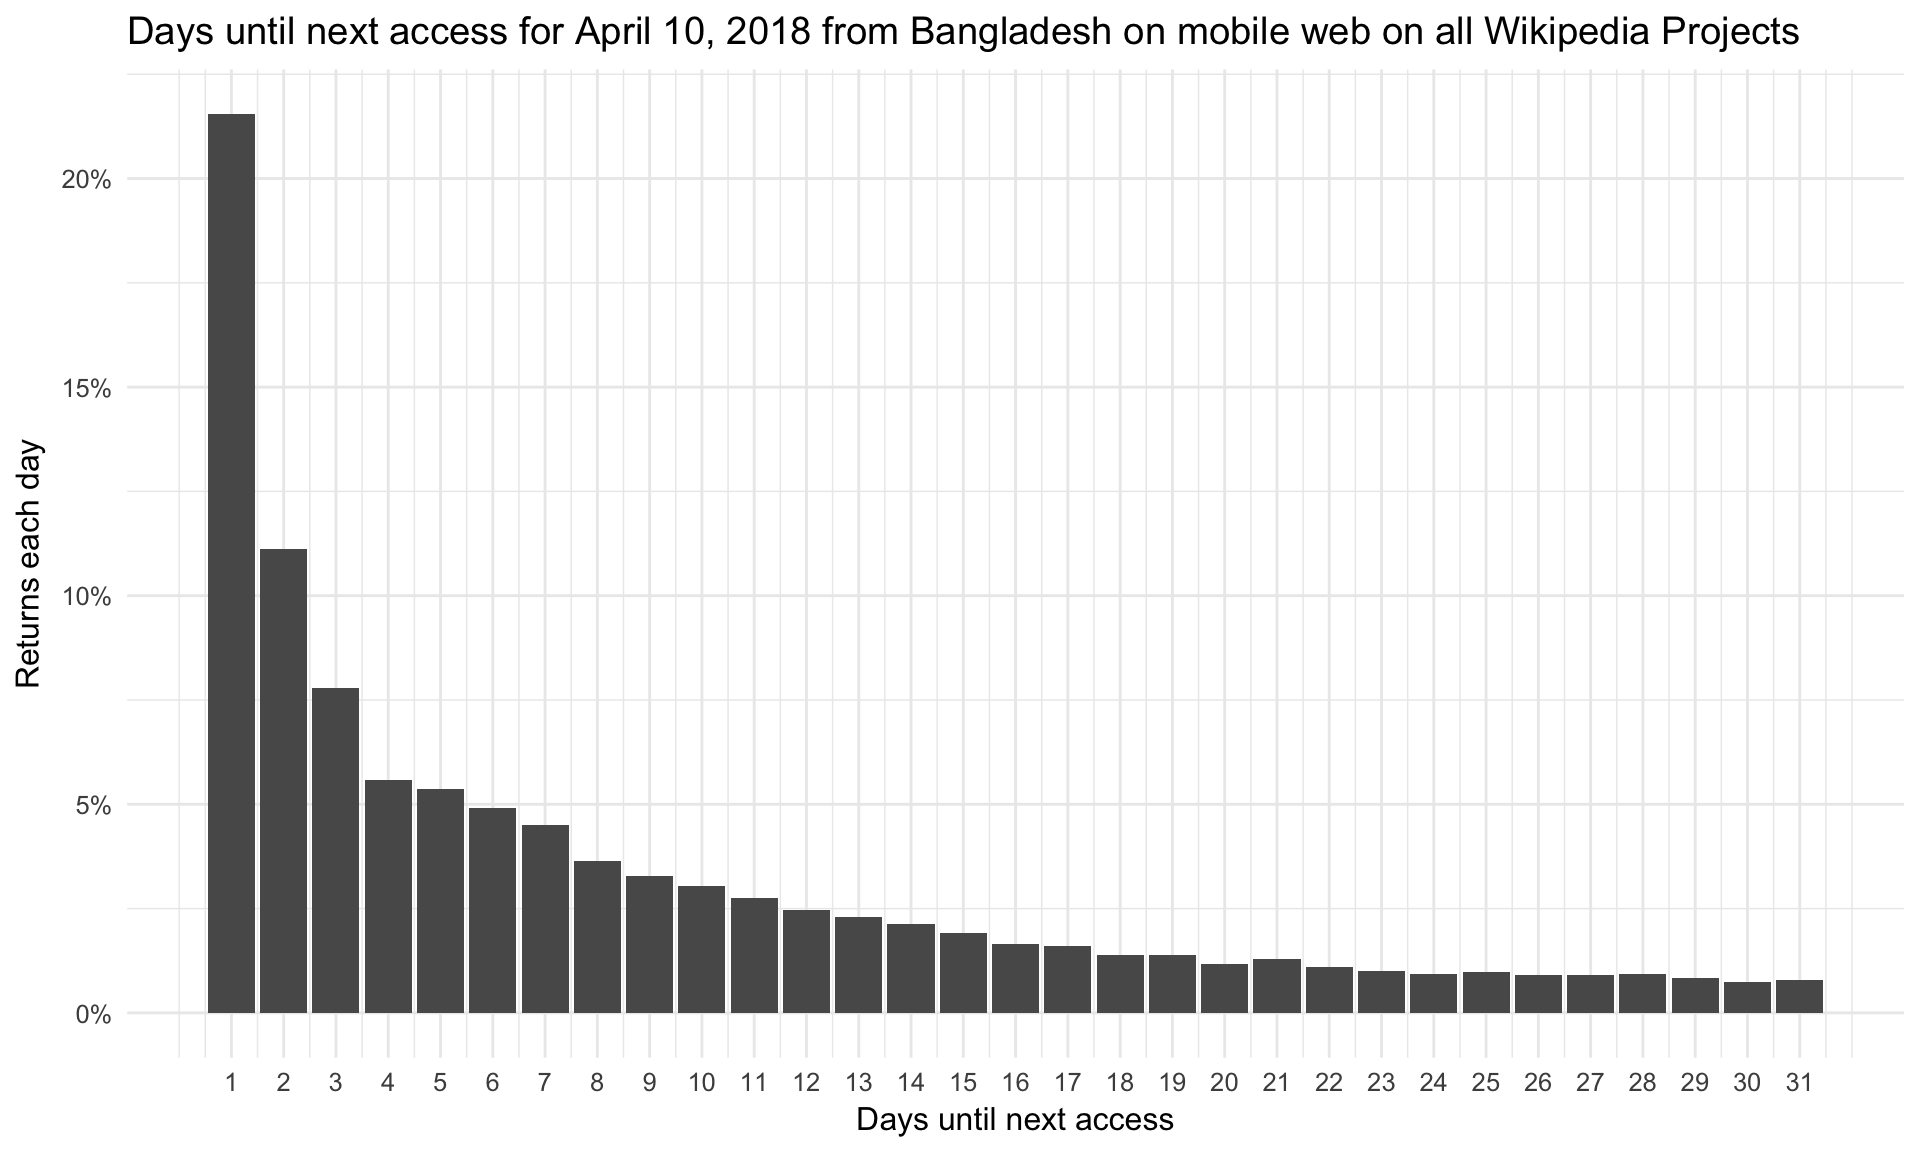 Days until next access for April 10, 2018 from Bangladesh on mobile web on all Wikipedia Projects
Returns each day
20%
15%
10%
5%
0%
1 2 3 4 5 6 7 8 9 10 11 12 13 14 15 16 17 18 19 20 21 22 23 24 25 26 27 28 29 30 31
Days until next access